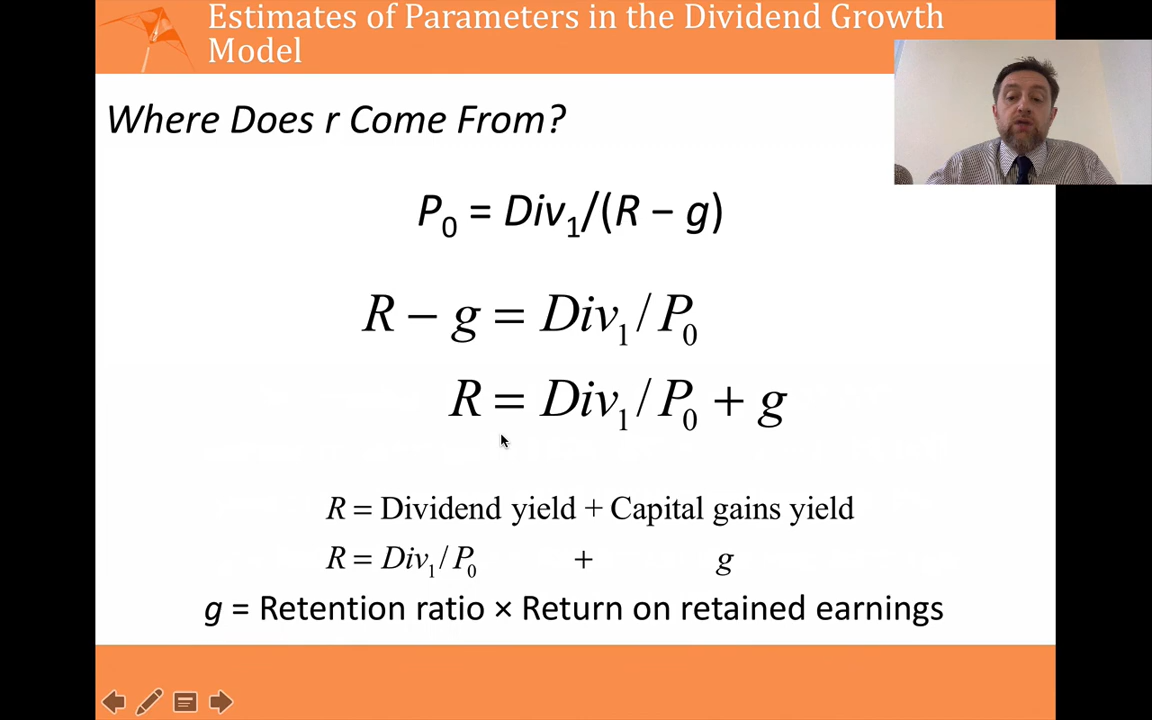 Estimates of Parameters in the Dividend Growth
Model
Where Does r Come From?
P₀ = Div₁/(R − g)
R − g = Div₁ / P₀
R = Div₁ / P₀ + g
R = Dividend yield + Capital gains yield
R = Div₁ / P₀ + g
g = Retention ratio × Return on retained earnings